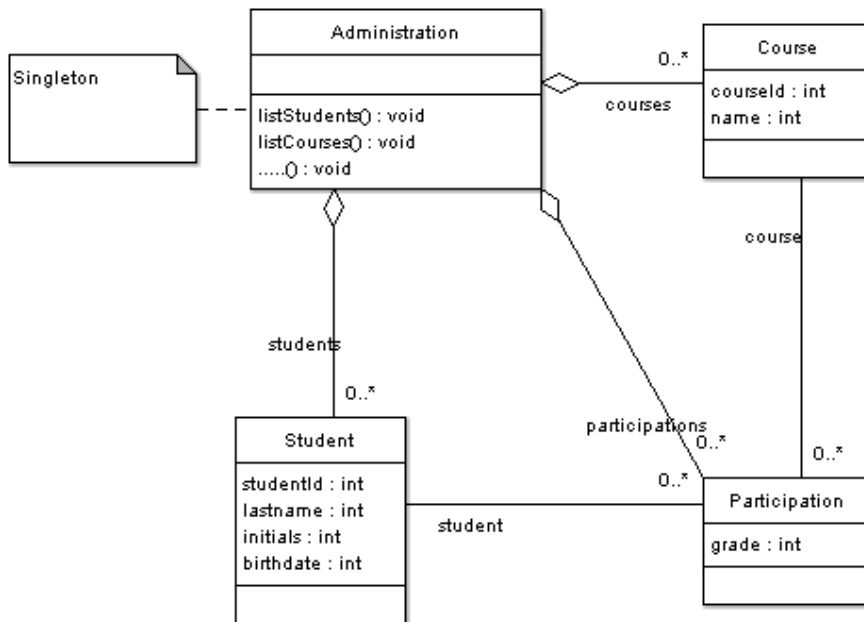 Administration
Singleton
listStudents() : void
listCourses() : void
.....() : void
0..*
courses
Course
courseId : int
name : int
course
students
0..*
participations
0..*
0..*
0..*
Student
studentId : int
lastname : int
initials : int
birthdate : int
student
Participation
grade : int